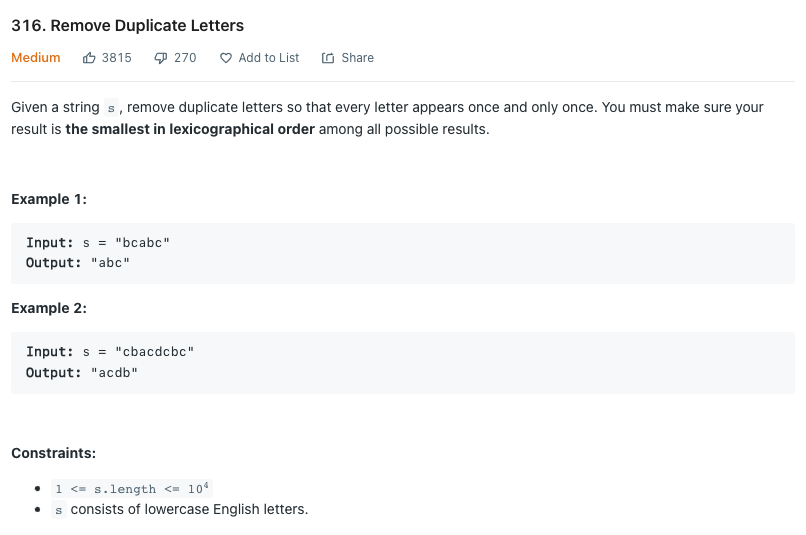 316. Remove Duplicate Letters
Medium 3815 270 Add to List Share
Given a string s, remove duplicate letters so that every letter appears once and only once. You must make sure your
result is the smallest in lexicographical order among all possible results.
Example 1:
Input: s = "bcabc"
Output: "abc"
Example 2:
Input: s = "cbacdcbc"
Output: "acdb"
Constraints:
• 1 <= s.length <= 10⁴
• s consists of lowercase English letters.